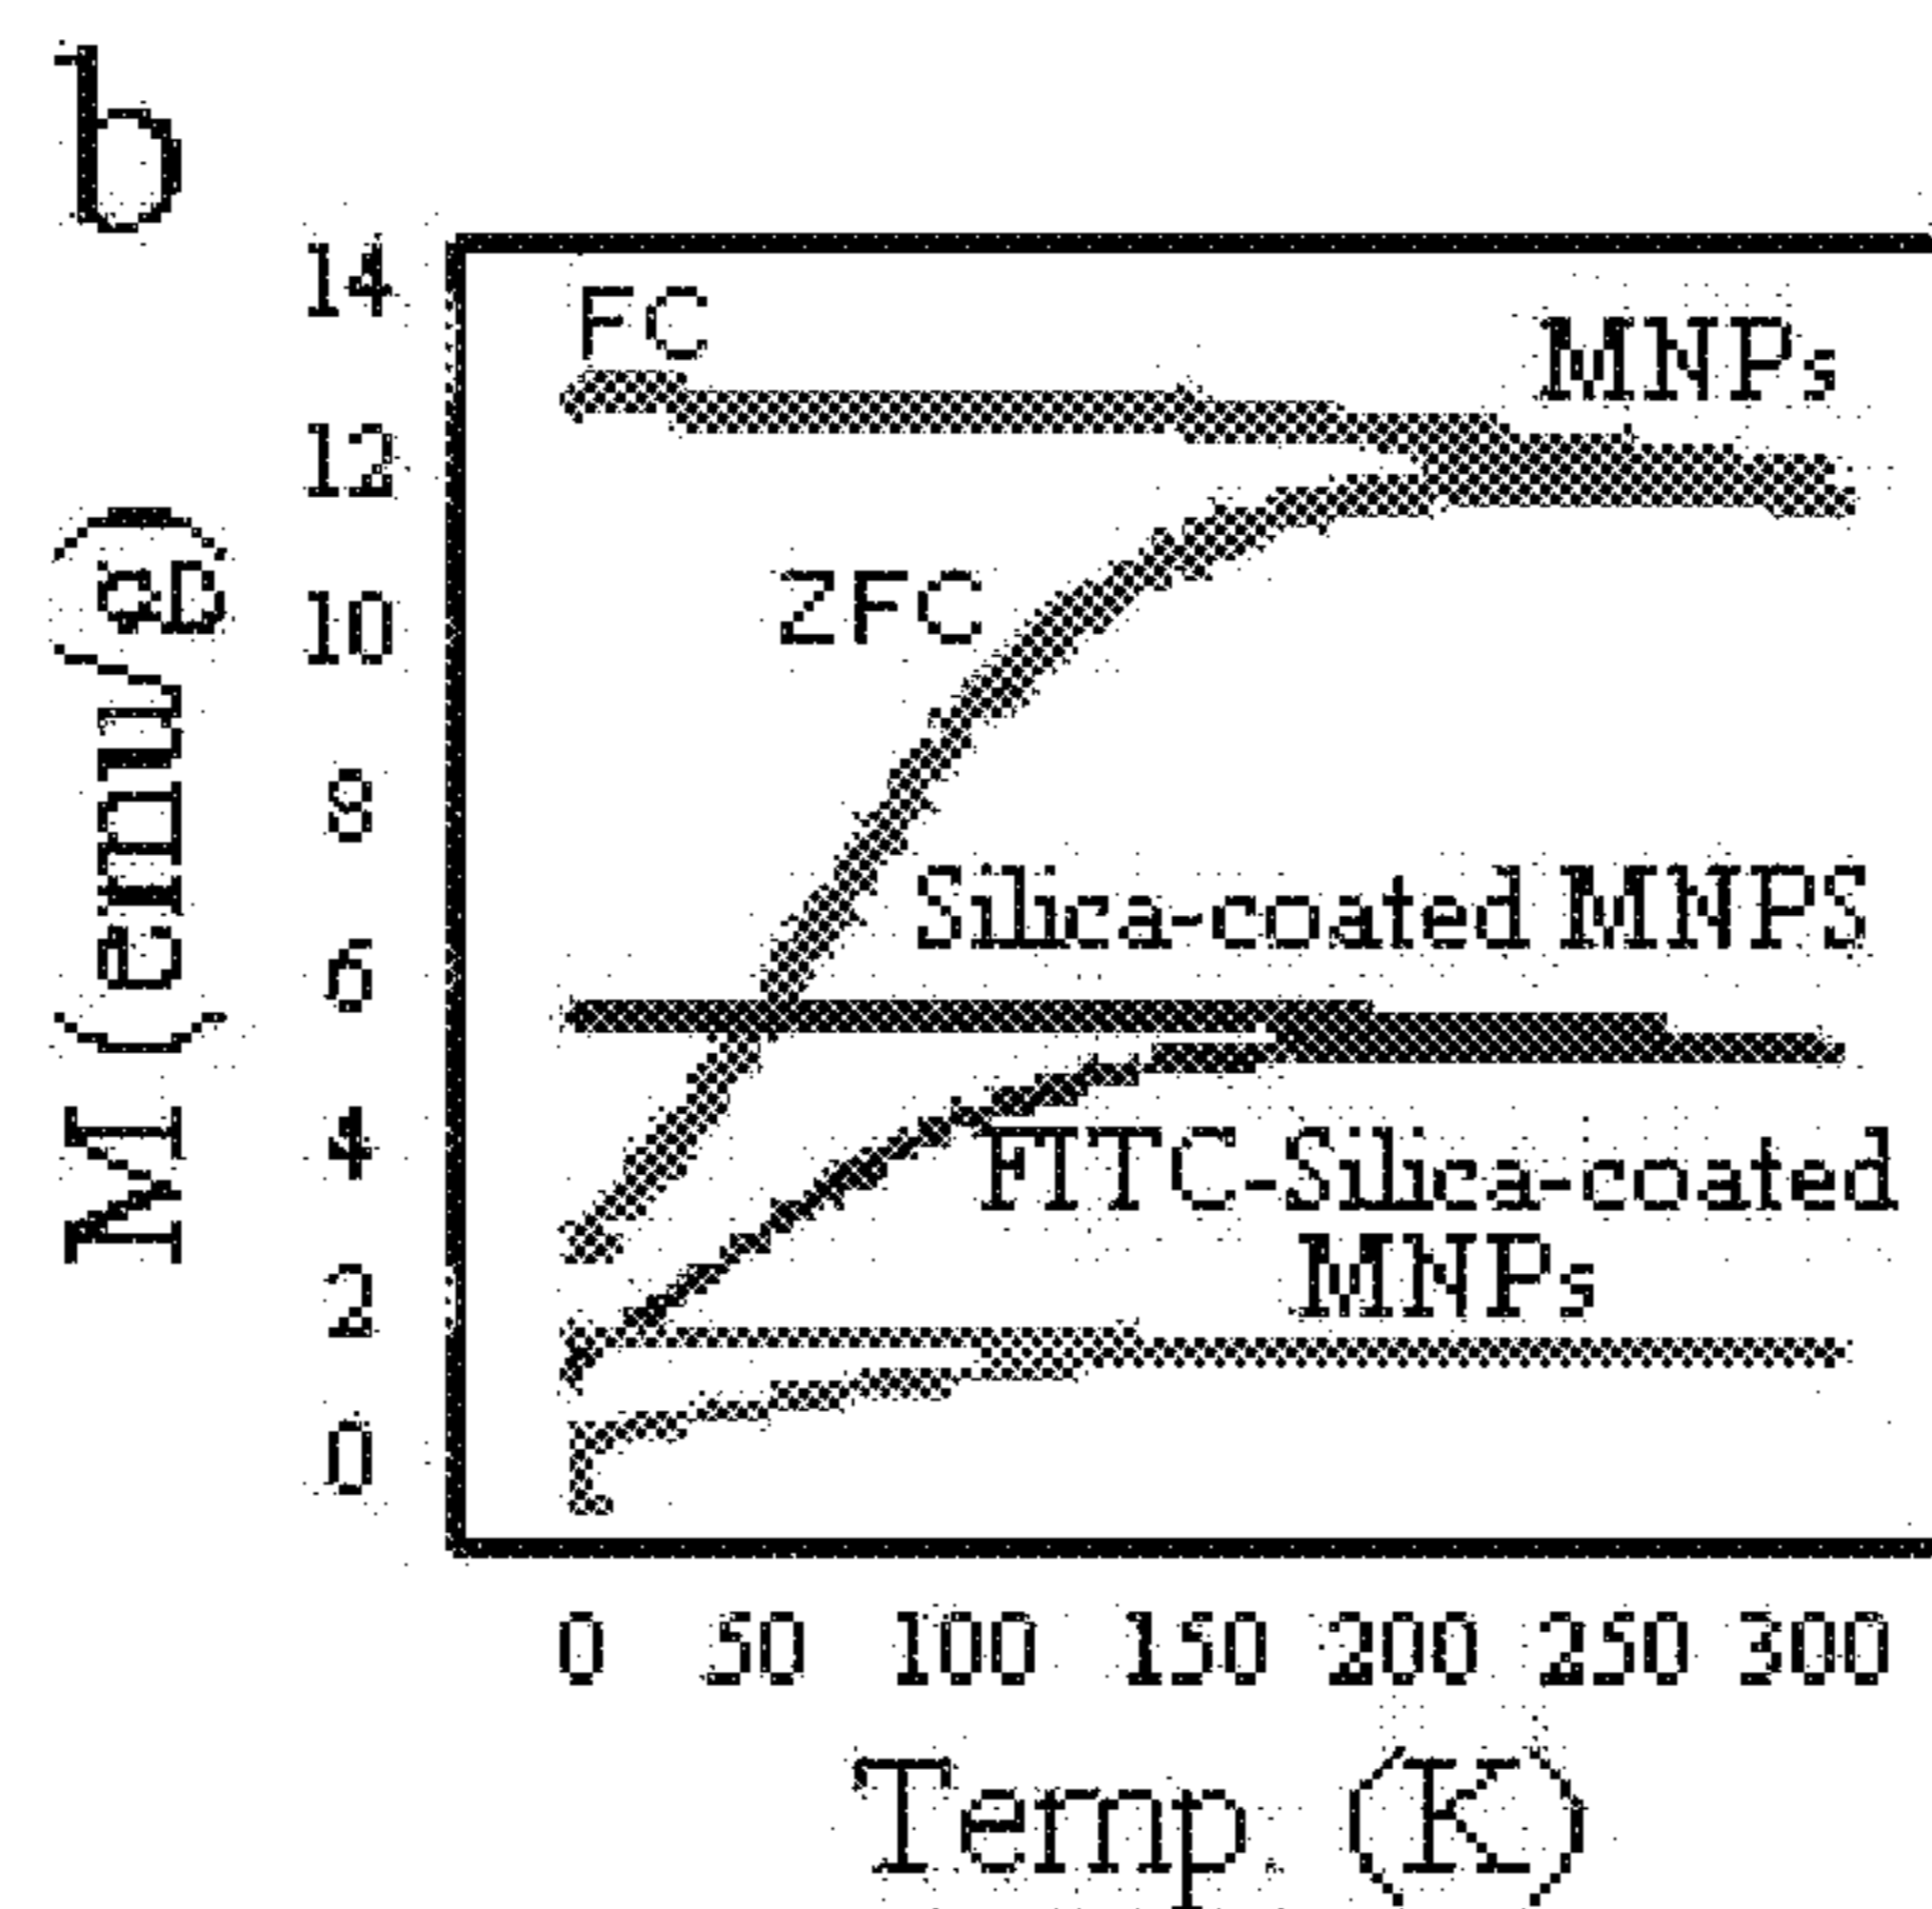 b
14
FC
MNPs
12
ZFC
10
8
Silica-coated MNPS
6
4
FITC-Silica-coated
MNPs
2
0
M (emu/g)
0 50 100 150 200 250 300
Temp. (K)